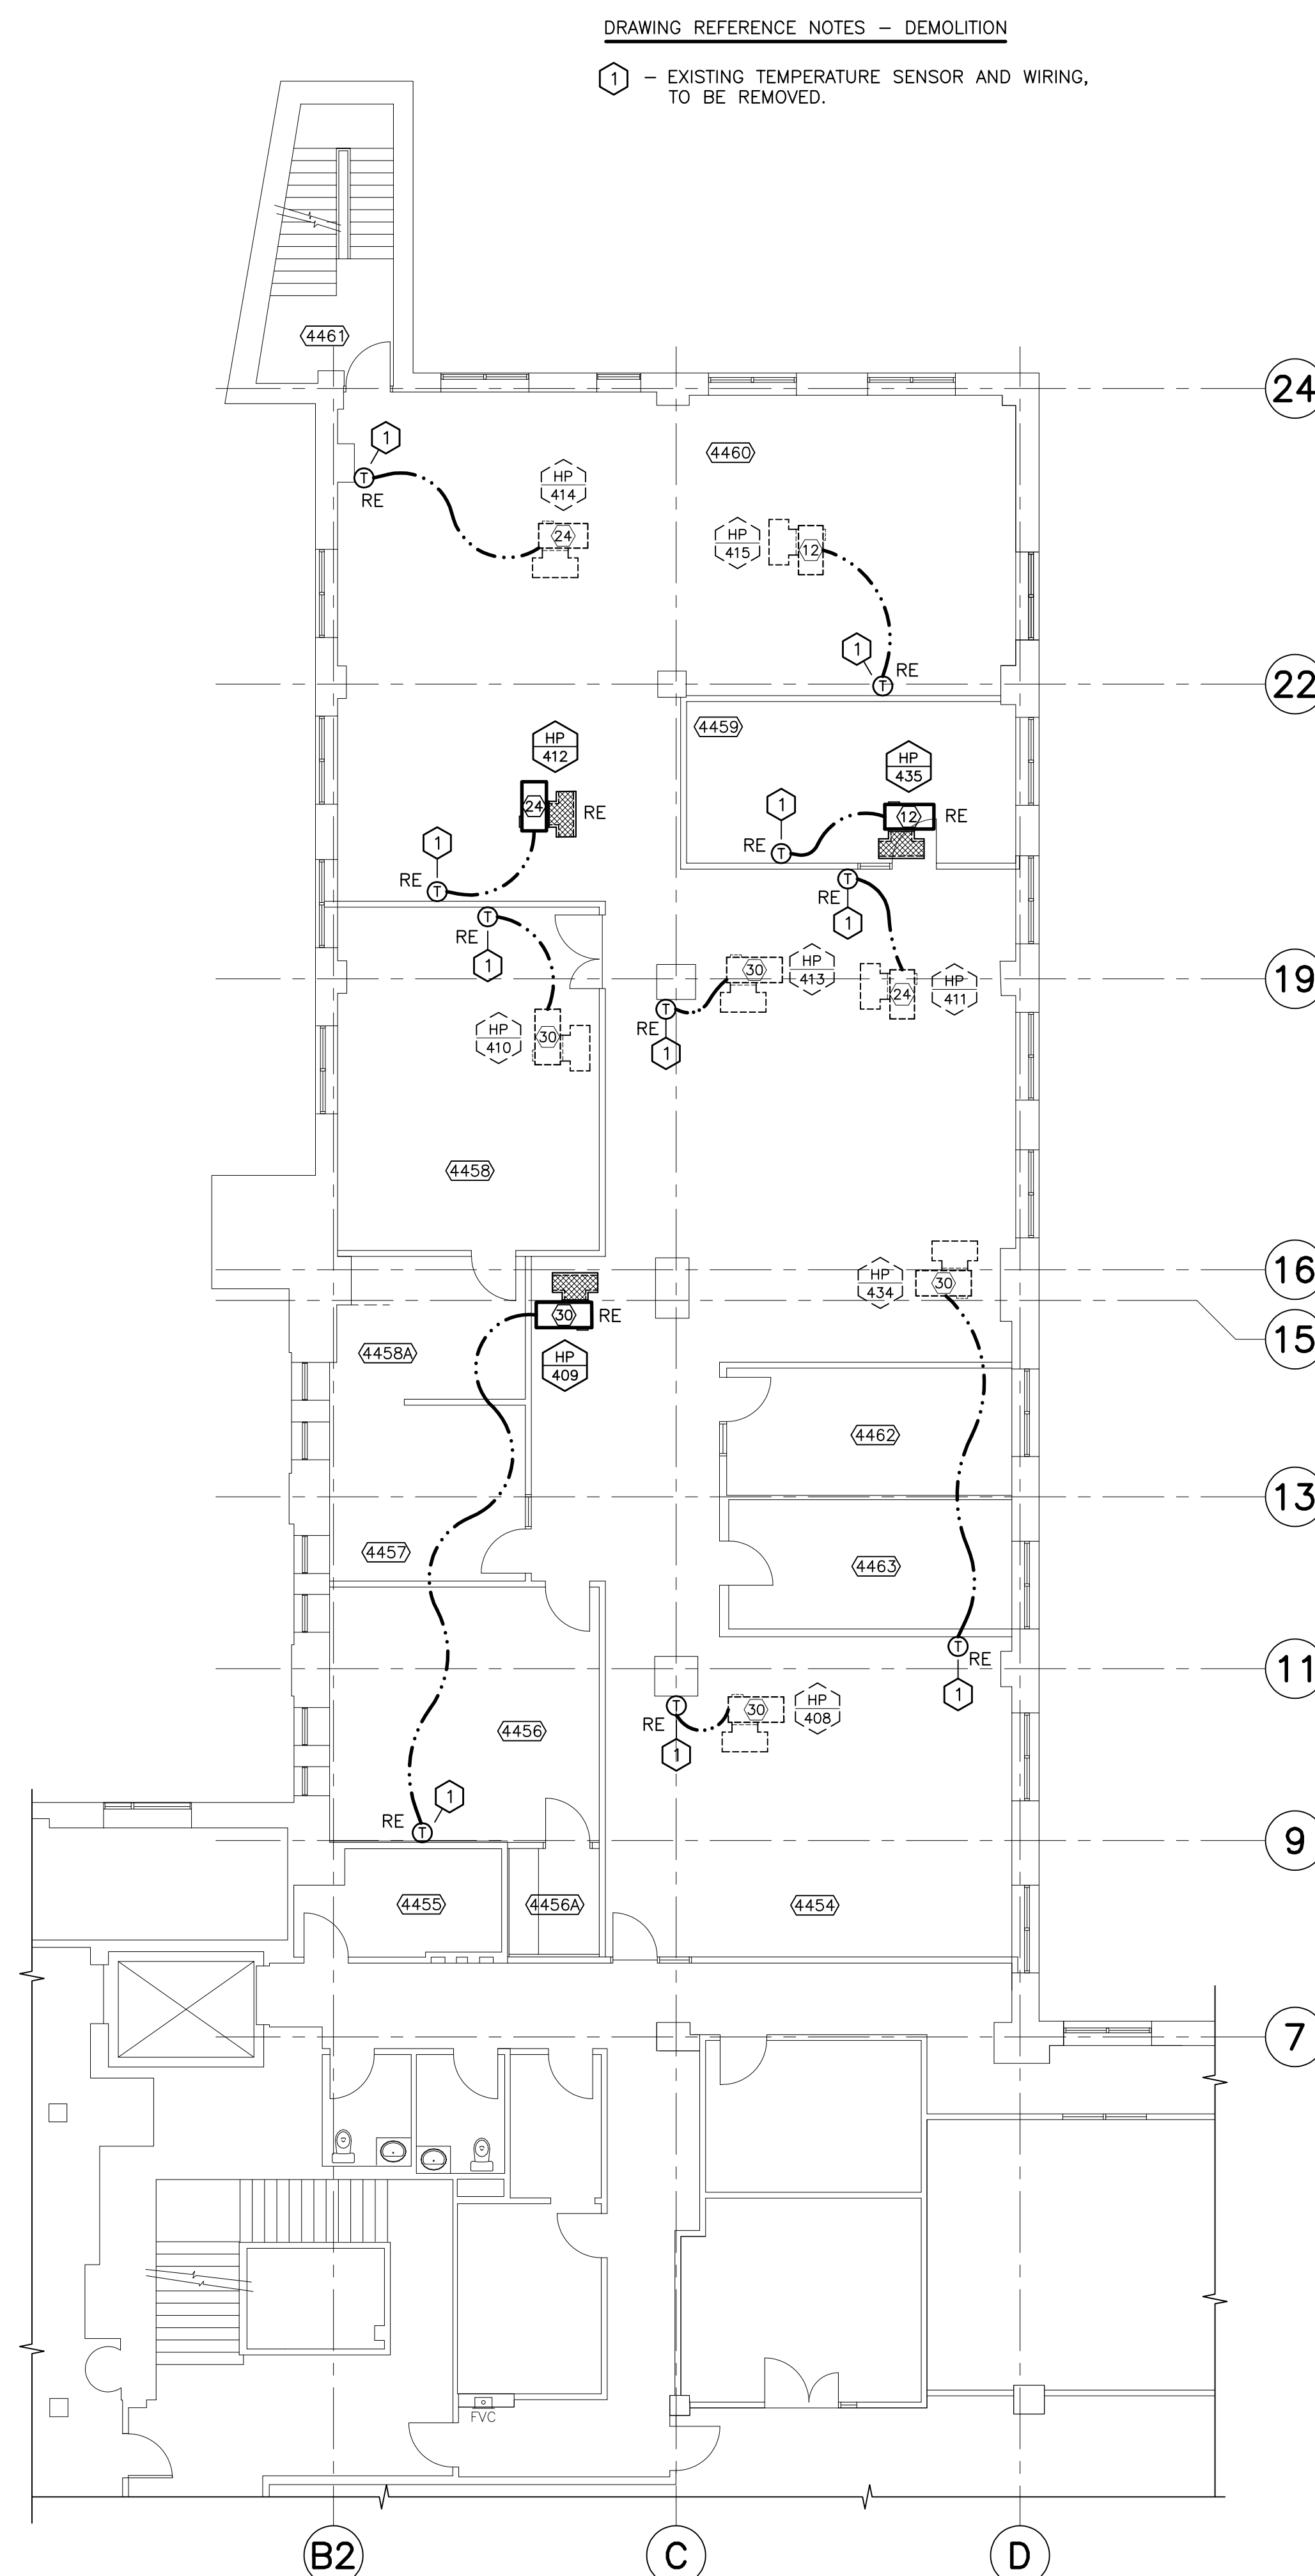 DRAWING REFERENCE NOTES – DEMOLITION
1 – EXISTING TEMPERATURE SENSOR AND WIRING,
TO BE REMOVED.
4461
24
1
T
RE
HP
414
24
4460
HP
415
12
1
T
RE
22
4459
HP
412
24
RE
1
RE
T
HP
435
12
RE
1
RE
T
T
RE
1
T
RE
1
HP
410
30
30
HP
413
T
RE
1
24
HP
411
19
4458
16
HP
434
30
15
30
RE
HP
409
4458A
4462
13
4457
4463
T
RE
1
11
4456
T
RE
1
30
HP
408
1
RE
T
9
4455
4456A
4454
7
FVC
B2
C
D